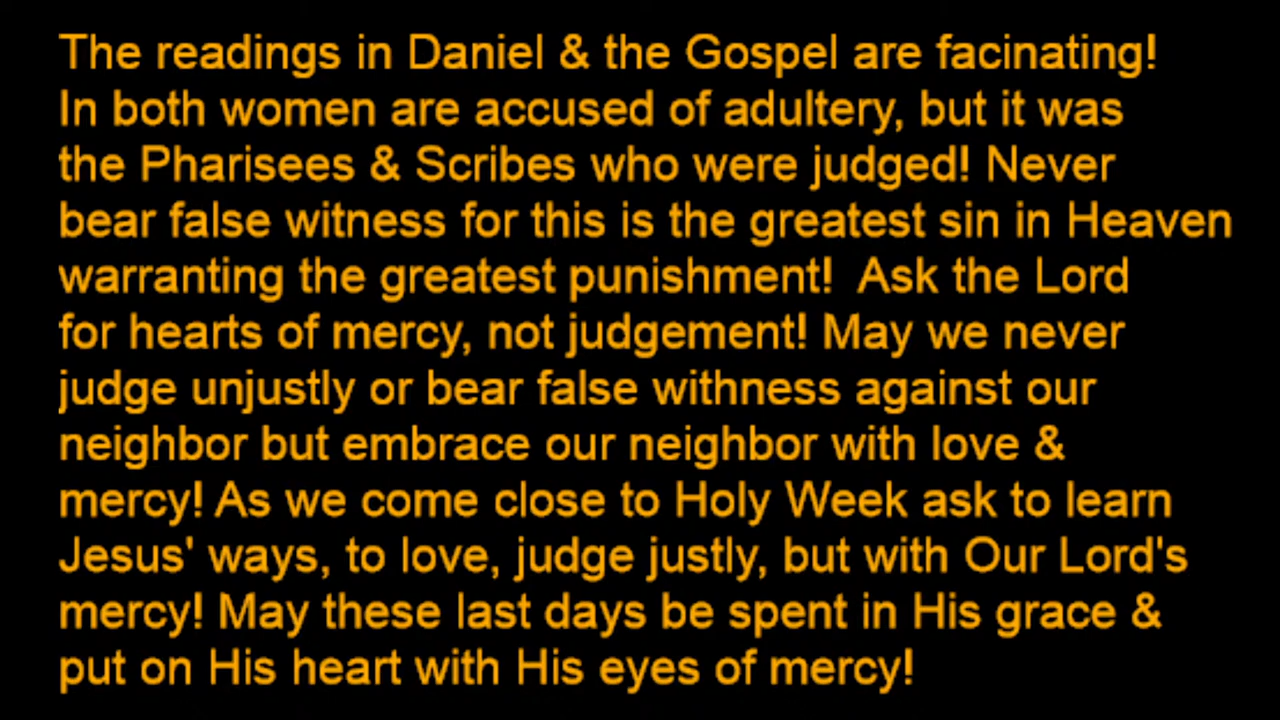 The readings in Daniel & the Gospel are facinating!
In both women are accused of adultery, but it was
the Pharisees & Scribes who were judged! Never
bear false witness for this is the greatest sin in Heaven
warranting the greatest punishment!  Ask the Lord
for hearts of mercy, not judgement! May we never
judge unjustly or bear false withness against our
neighbor but embrace our neighbor with love &
mercy! As we come close to Holy Week ask to learn
Jesus' ways, to love, judge justly, but with Our Lord's
mercy! May these last days be spent in His grace &
put on His heart with His eyes of mercy!